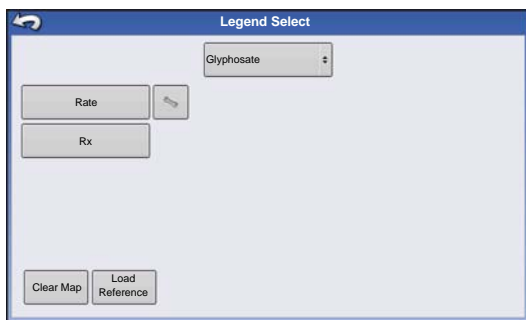 Legend Select
Glyphosate
Rate
Rx
Clear Map
Load
Reference